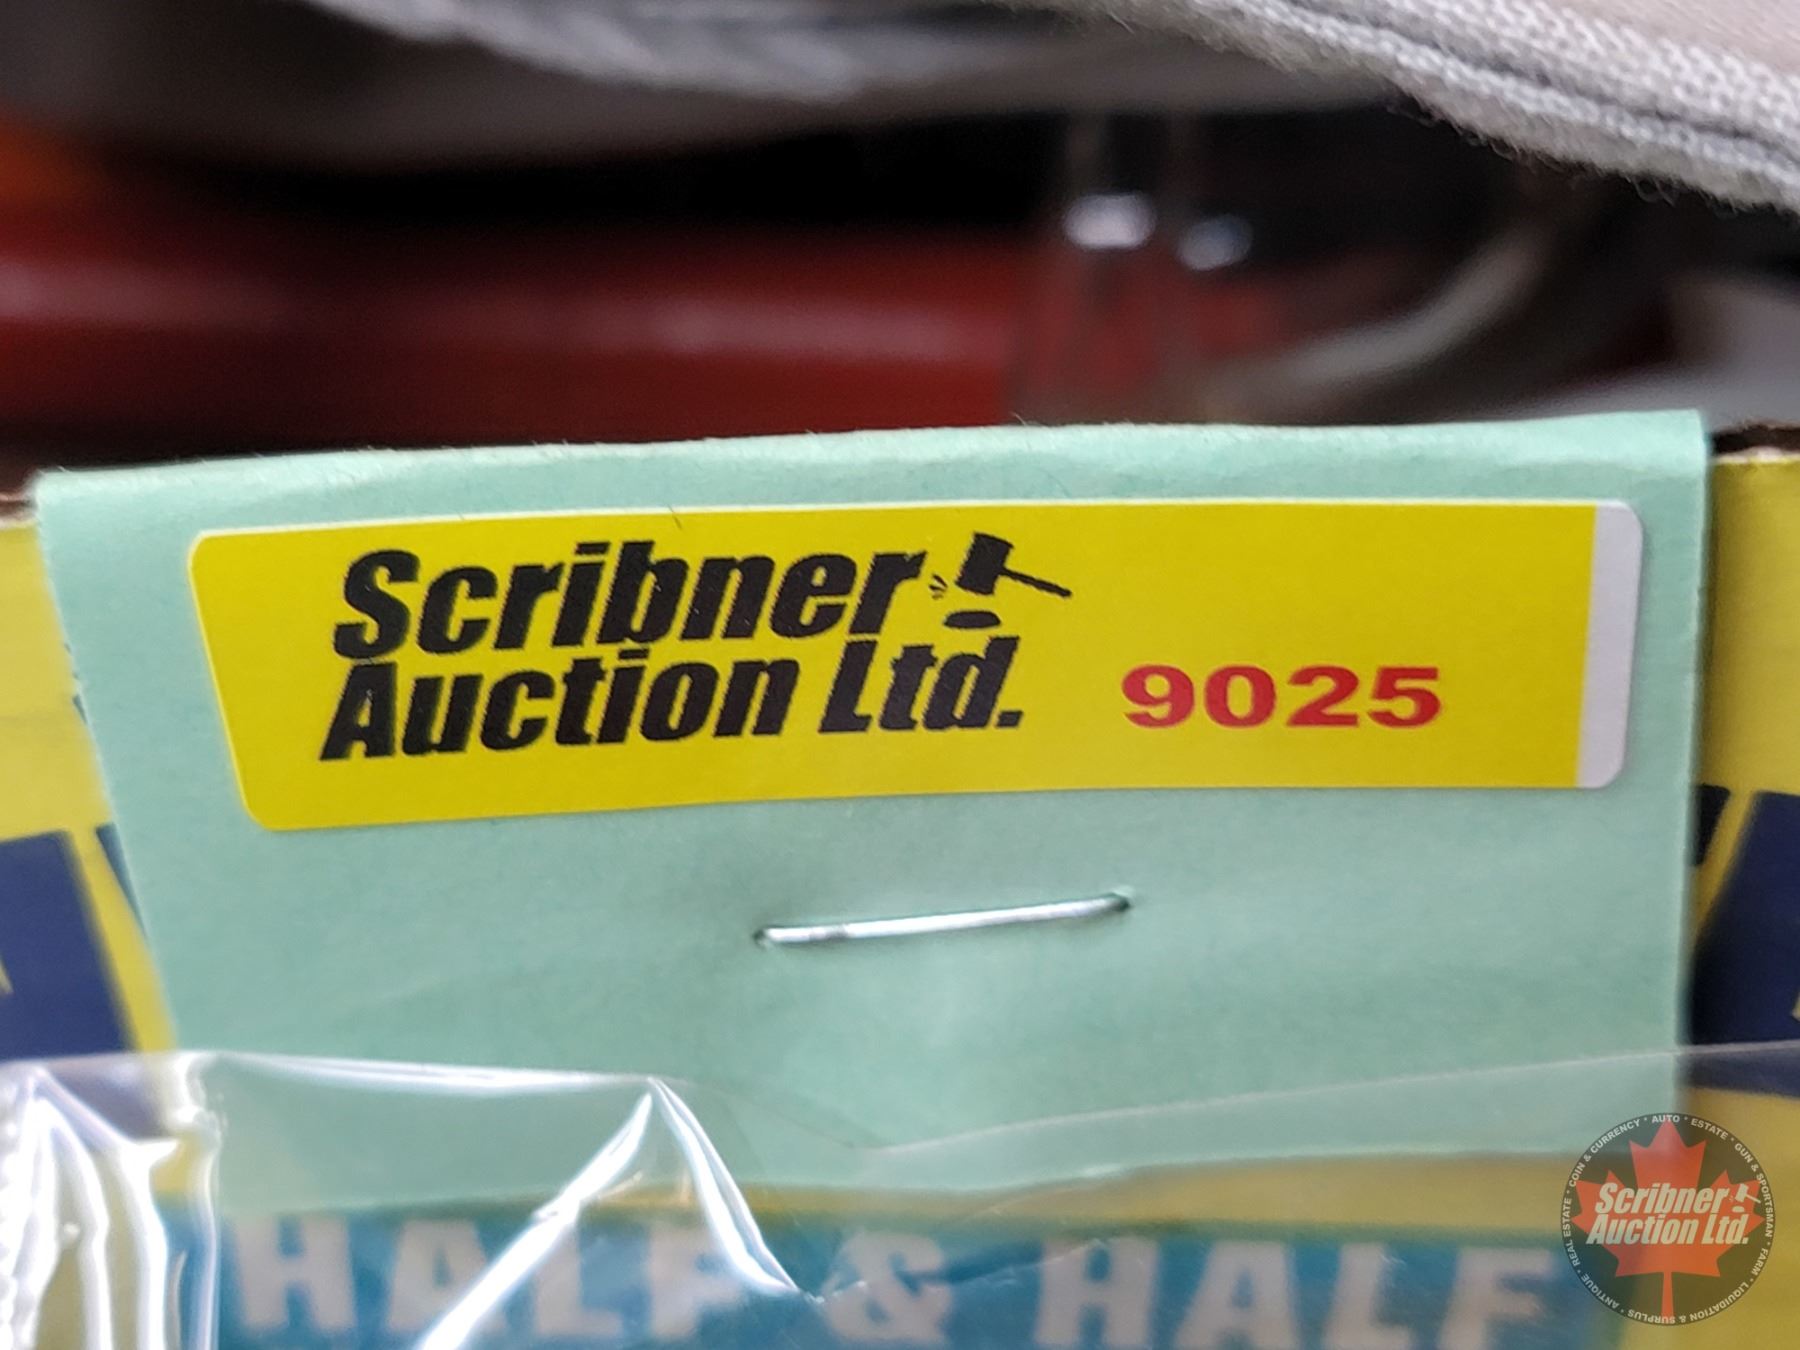 Scribner
Auction Ltd.
9025
HALF & HALF
COIN & CURRENCY • AUTO • ESTATE • GUN & SPORTSMAN • FARM • LIQUIDATION & SURPLUS • ANTIQUE • REAL ESTATE •
Scribner
Auction Ltd.